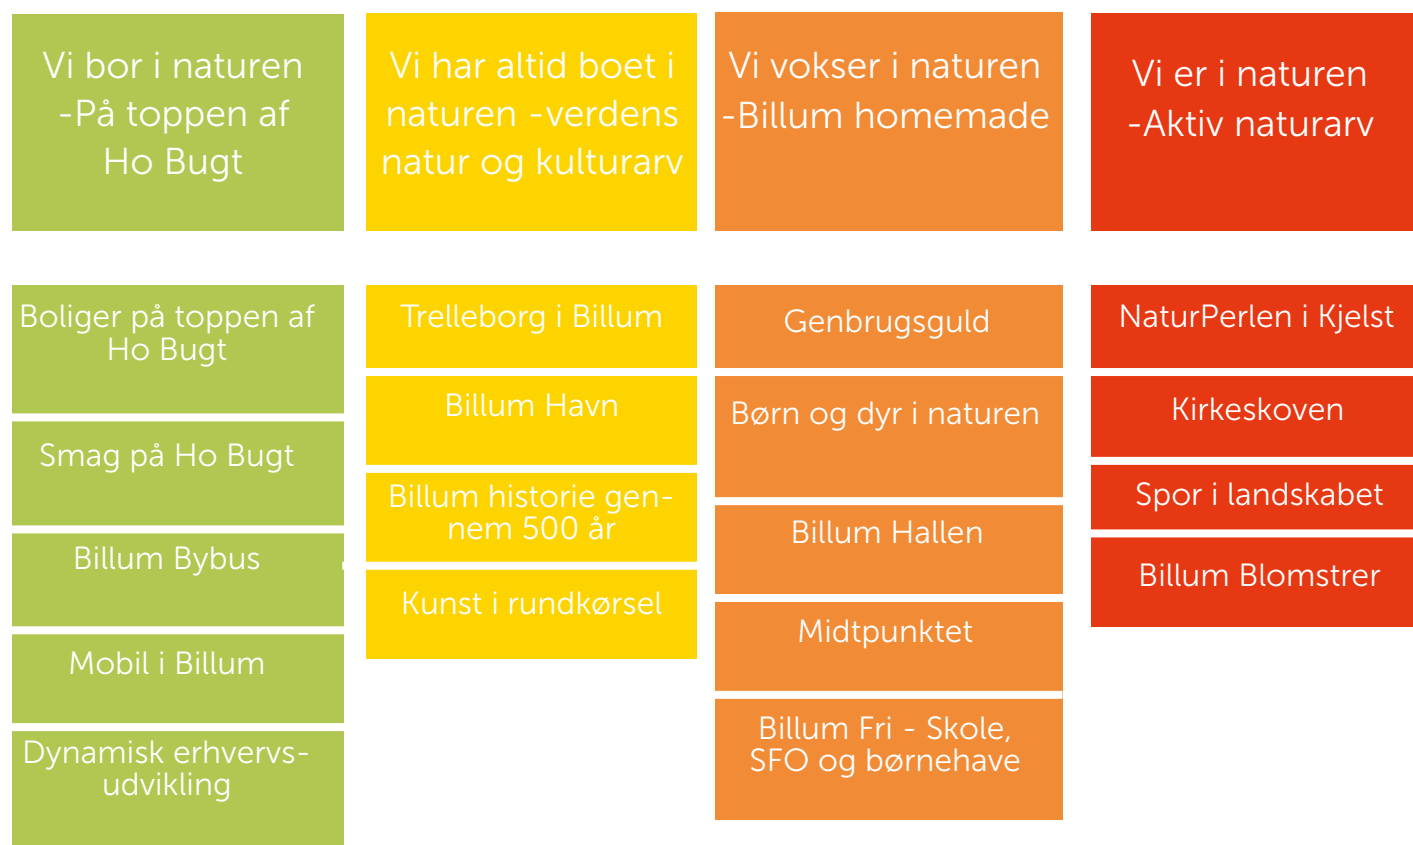 Vi bor i naturen
-På toppen af
Ho Bugt
Vi har altid boet i
naturen -verdens
natur og kulturarv
Vi vokser i naturen
-Billum homemade
Vi er i naturen
-Aktiv naturarv
Boliger på toppen af
Ho Bugt
Smag på Ho Bugt
Billum Bybus
Mobil i Billum
Dynamisk erhvervs-
udvikling
Trelleborg i Billum
Billum Havn
Billum historie gen-
nem 500 år
Kunst i rundkørsel
Genbrugsguld
Børn og dyr i naturen
Billum Hallen
Midtpunktet
Billum Fri - Skole,
SFO og børnehave
NaturPerlen i Kjelst
Kirkeskoven
Spor i landskabet
Billum Blomstrer